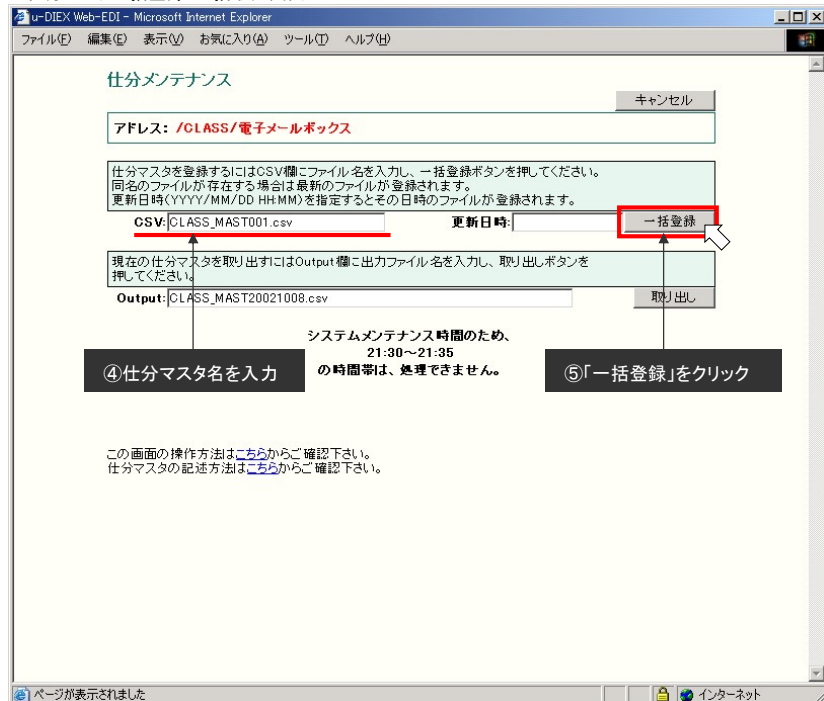 u-DIEX Web-EDI - Microsoft Internet Explorer
ファイル(F) 編集(E) 表示(V) お気に入り(A) ツール(T) ヘルプ(H)
仕分メンテナンス
キャンセル
アドレス: /CLASS/電子メールボックス
仕分マスタを登録するにはCSV欄にファイル名を入力し、一括登録ボタンを押してください。
同名のファイルが存在する場合は最新のファイルが登録されます。
更新日時(YYYY/MM/DD HH:MM)を指定するとその日時のファイルが登録されます。
CSV: CLASS_MAST001.csv 更新日時: 一括登録
現在の仕分マスタを取り出すにはOutput欄に出力ファイル名を入力し、取り出しボタンを
押してください。
Output: CLASS_MAST20021008.csv 取り出し
システムメンテナンス時間のため、
21:30～21:35
の時間帯は、処理できません。
④仕分マスタ名を入力
⑤「一括登録」をクリック
この画面の操作方法はこちらからご確認下さい。
仕分マスタの記述方法はこちらからご確認下さい。
ページが表示されました インターネット